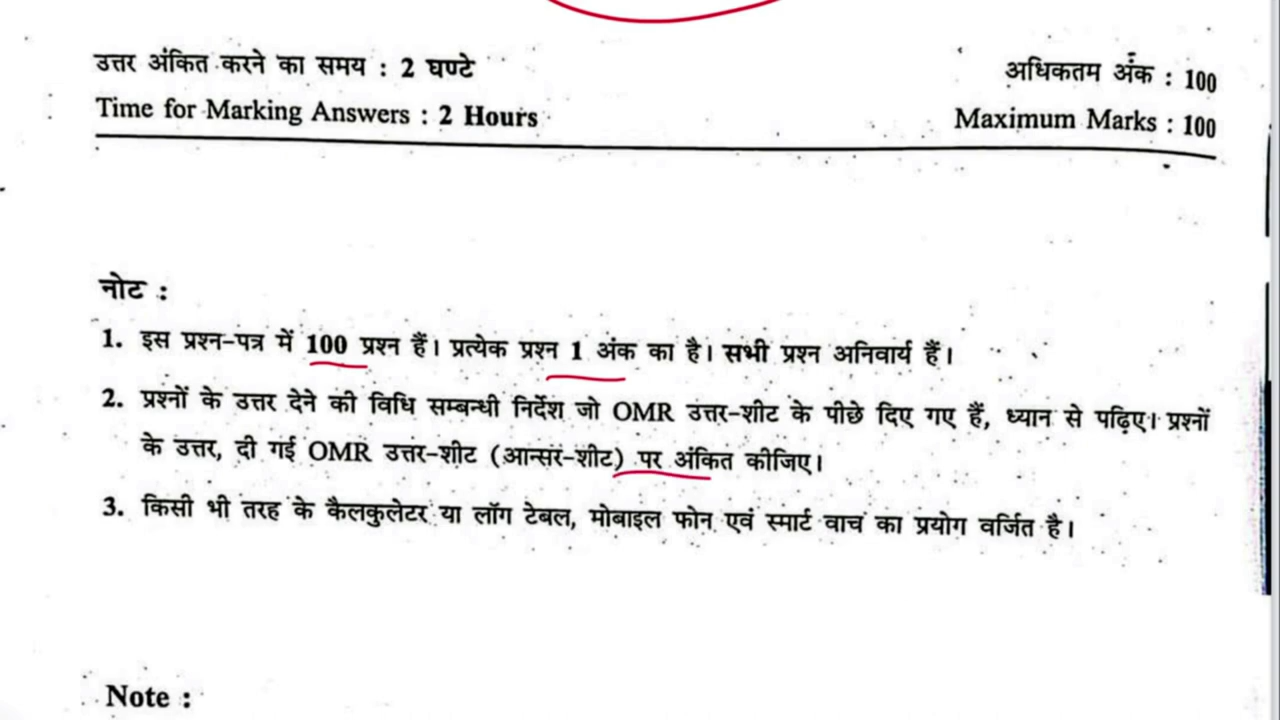 उत्तर अंकित करने का समय : 2 घण्टे
अधिकतम अंक : 100
Time for Marking Answers : 2 Hours
Maximum Marks : 100
नोट :
1. इस प्रश्न-पत्र में 100 प्रश्न हैं। प्रत्येक प्रश्न 1 अंक का है। सभी प्रश्न अनिवार्य हैं।
2. प्रश्नों के उत्तर देने की विधि सम्बन्धी निर्देश जो OMR उत्तर-शीट के पीछे दिए गए हैं, ध्यान से पढ़िए। प्रश्नों
के उत्तर, दी गई OMR उत्तर-शीट (आन्सर-शीट) पर अंकित कीजिए।
3. किसी भी तरह के कैलकुलेटर या लॉग टेबल, मोबाइल फोन एवं स्मार्ट वाच का प्रयोग वर्जित है।
Note :